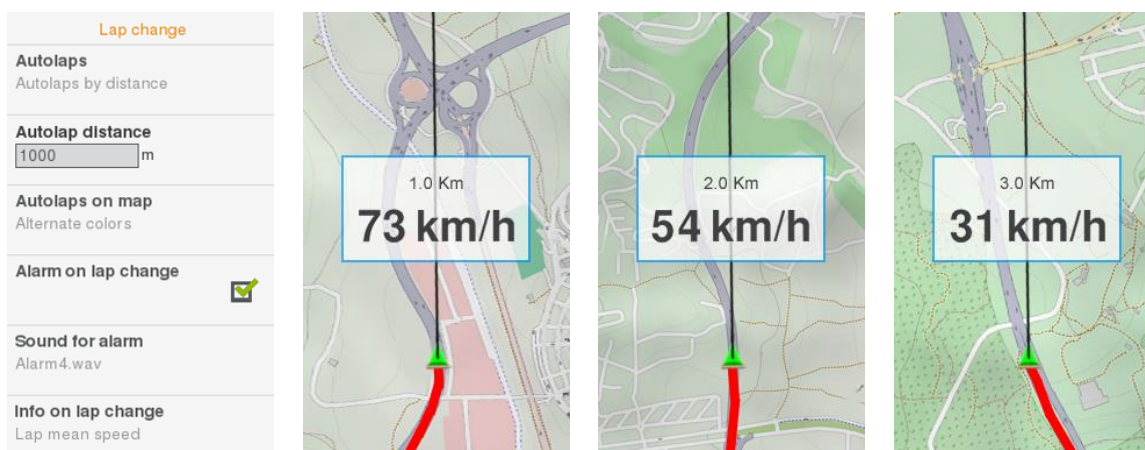 Lap change
Autolaps
Autolaps by distance
Autolap distance
1000 m
Autolaps on map
Alternate colors
Alarm on lap change
Sound for alarm
Alarm4.wav
Info on lap change
Lap mean speed
1.0 Km
73 km/h
2.0 Km
54 km/h
3.0 Km
31 km/h